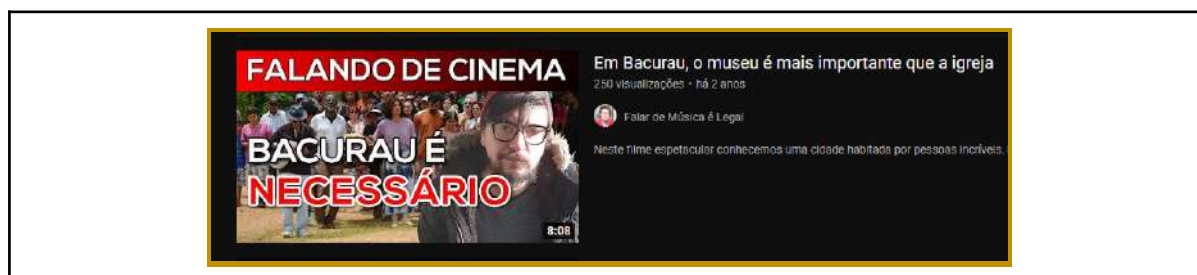 FALANDO DE CINEMA
BACURAU É
NECESSÁRIO
8:08
Em Bacurau, o museu é mais importante que a igreja
250 visualizações • há 2 anos
Falar de Música é Legal
Neste filme espetacular conhecemos uma cidade habitada por pessoas incríveis.